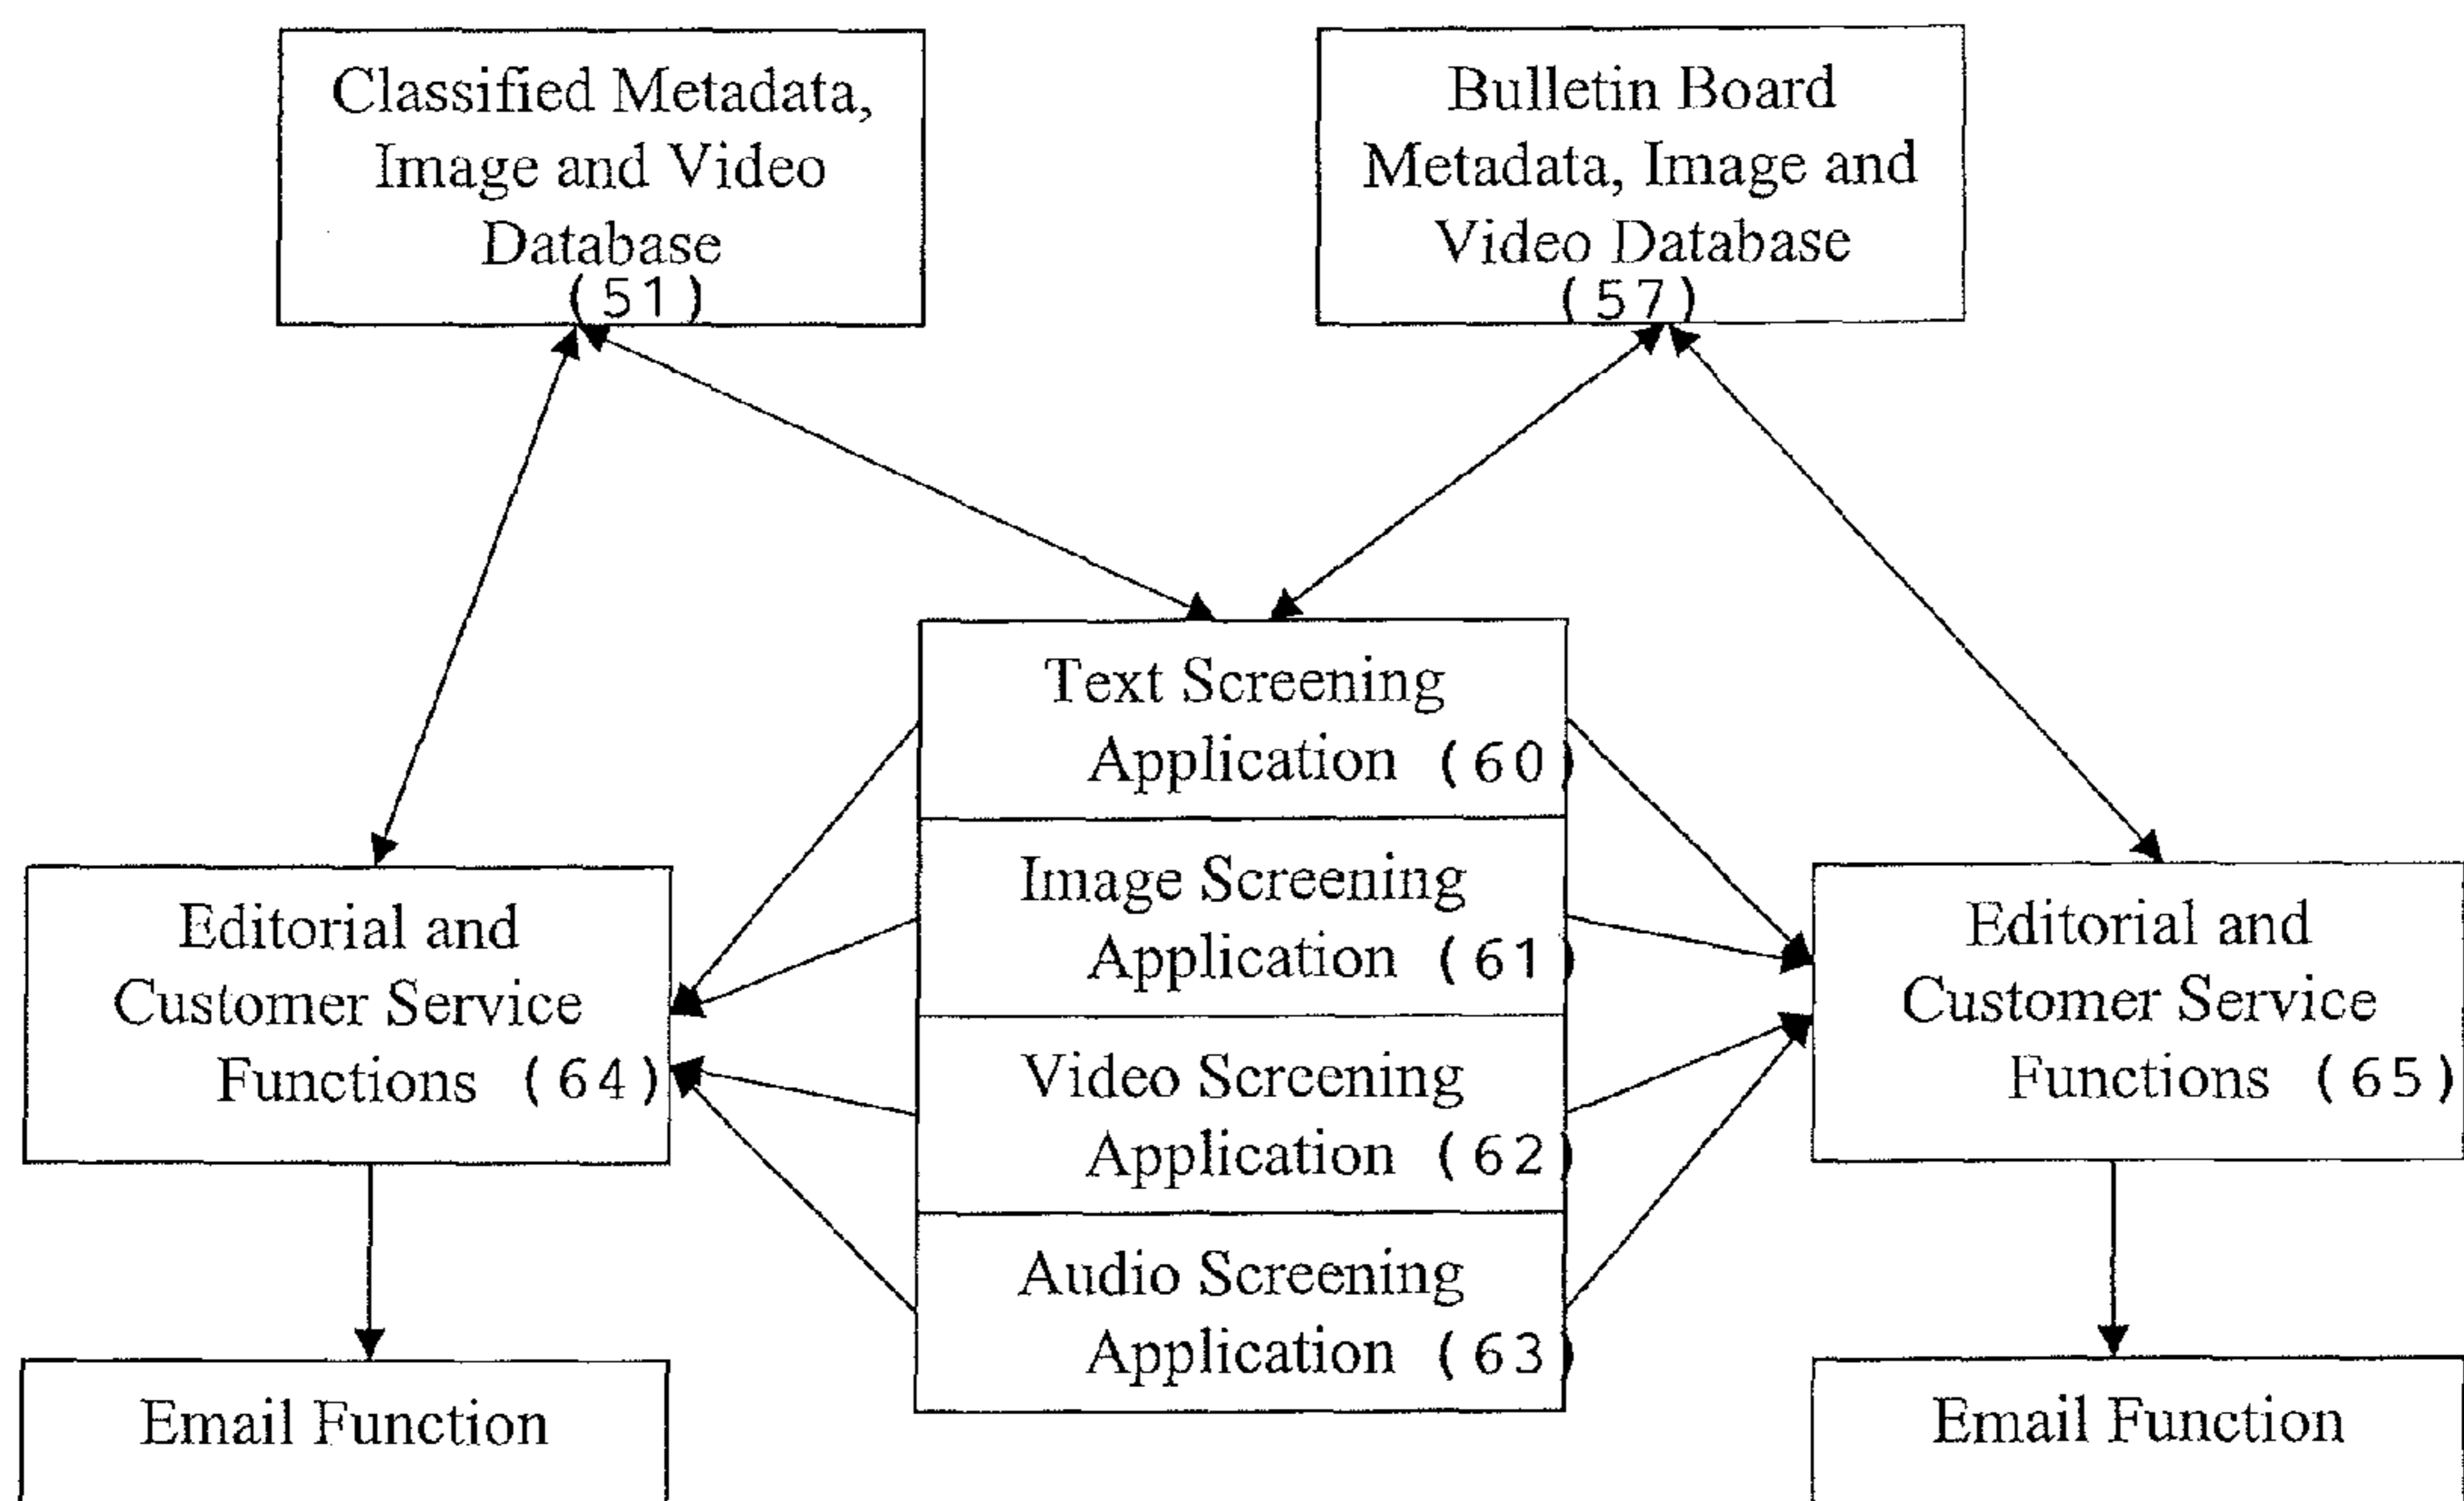 Classified Metadata,
Image and Video
Database
(51)
Bulletin Board
Metadata, Image and
Video Database
(57)
Text Screening
Application (60)
Image Screening
Application (61)
Video Screening
Application (62)
Audio Screening
Application (63)
Editorial and
Customer Service
Functions (64)
Editorial and
Customer Service
Functions (65)
Email Function
Email Function